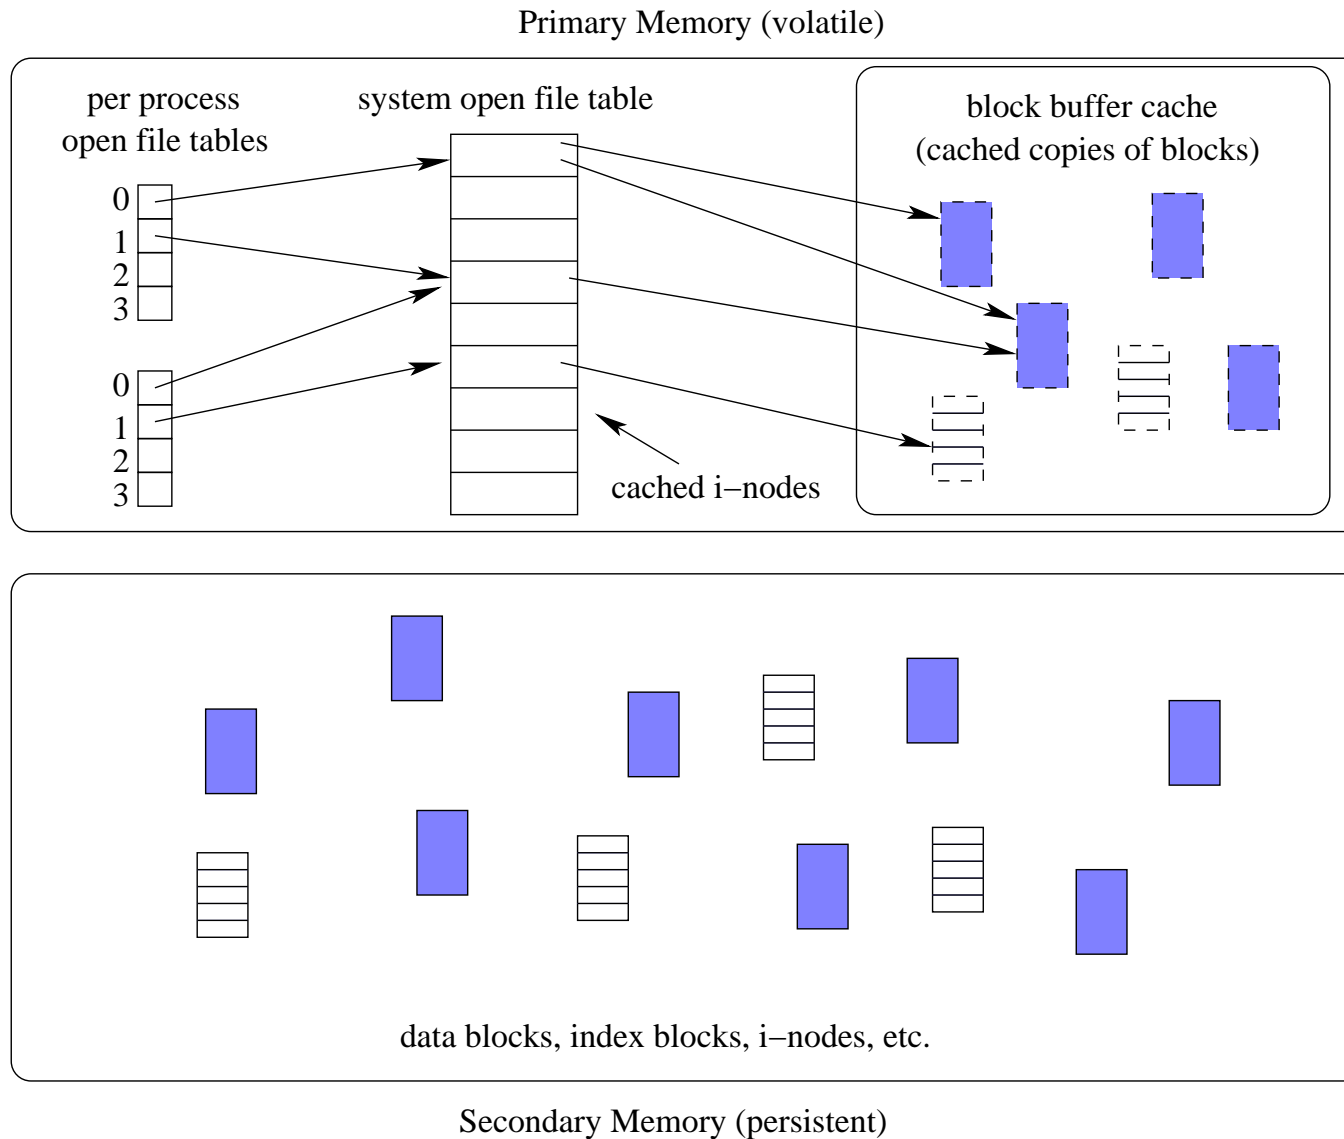 Primary Memory (volatile)
per process
open file tables
system open file table
block buffer cache
(cached copies of blocks)
0
1
2
3
0
1
2
3
cached i−nodes
data blocks, index blocks, i−nodes, etc.
Secondary Memory (persistent)